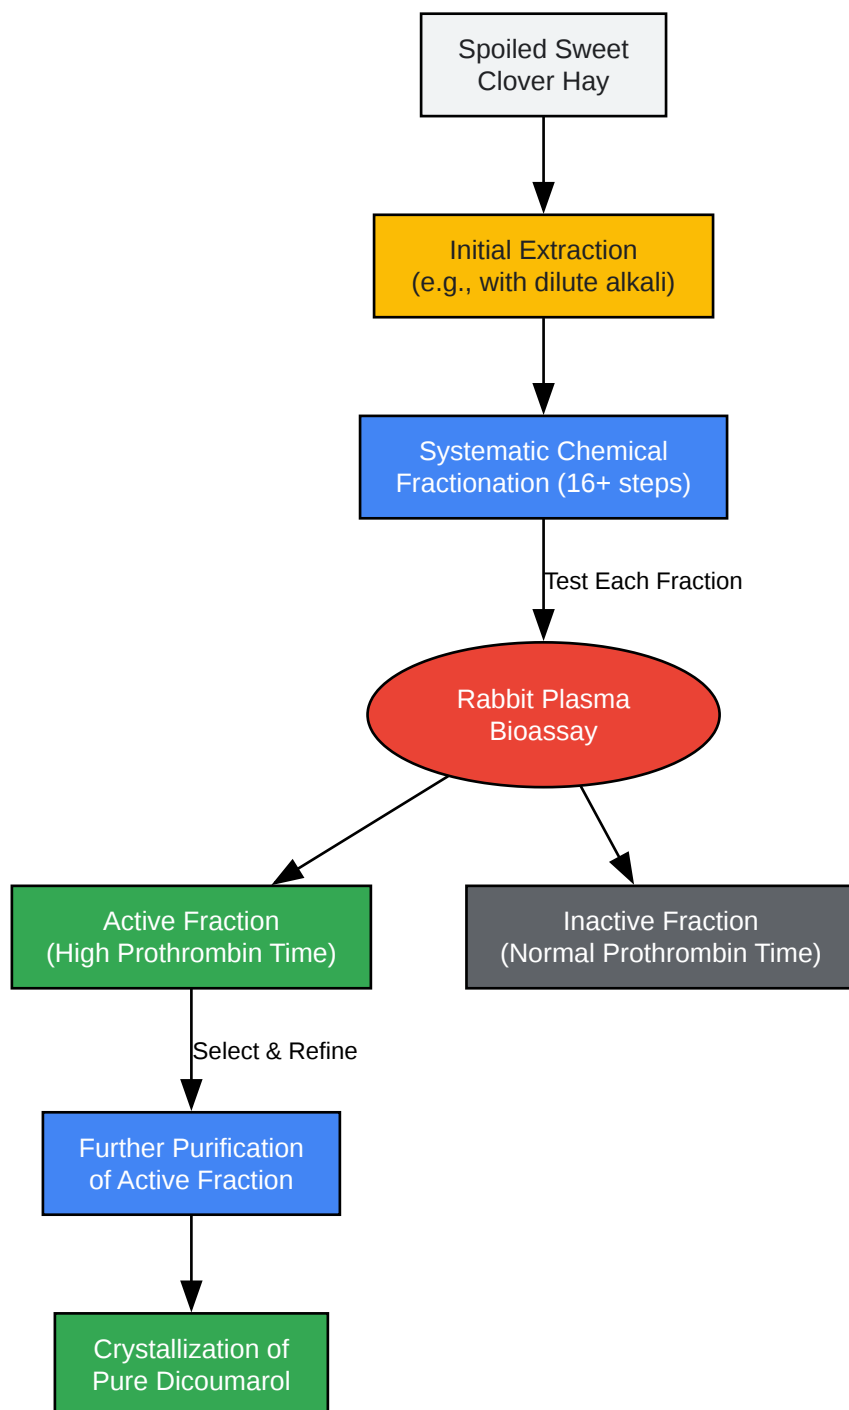 Spoiled Sweet
Clover Hay
Initial Extraction
(e.g., with dilute alkali)
Systematic Chemical
Fractionation (16+ steps)
Test Each Fraction
Rabbit Plasma
Bioassay
Active Fraction
(High Prothrombin Time)
Inactive Fraction
(Normal Prothrombin Time)
Select & Refine
Further Purification
of Active Fraction
Crystallization of
Pure Dicoumarol